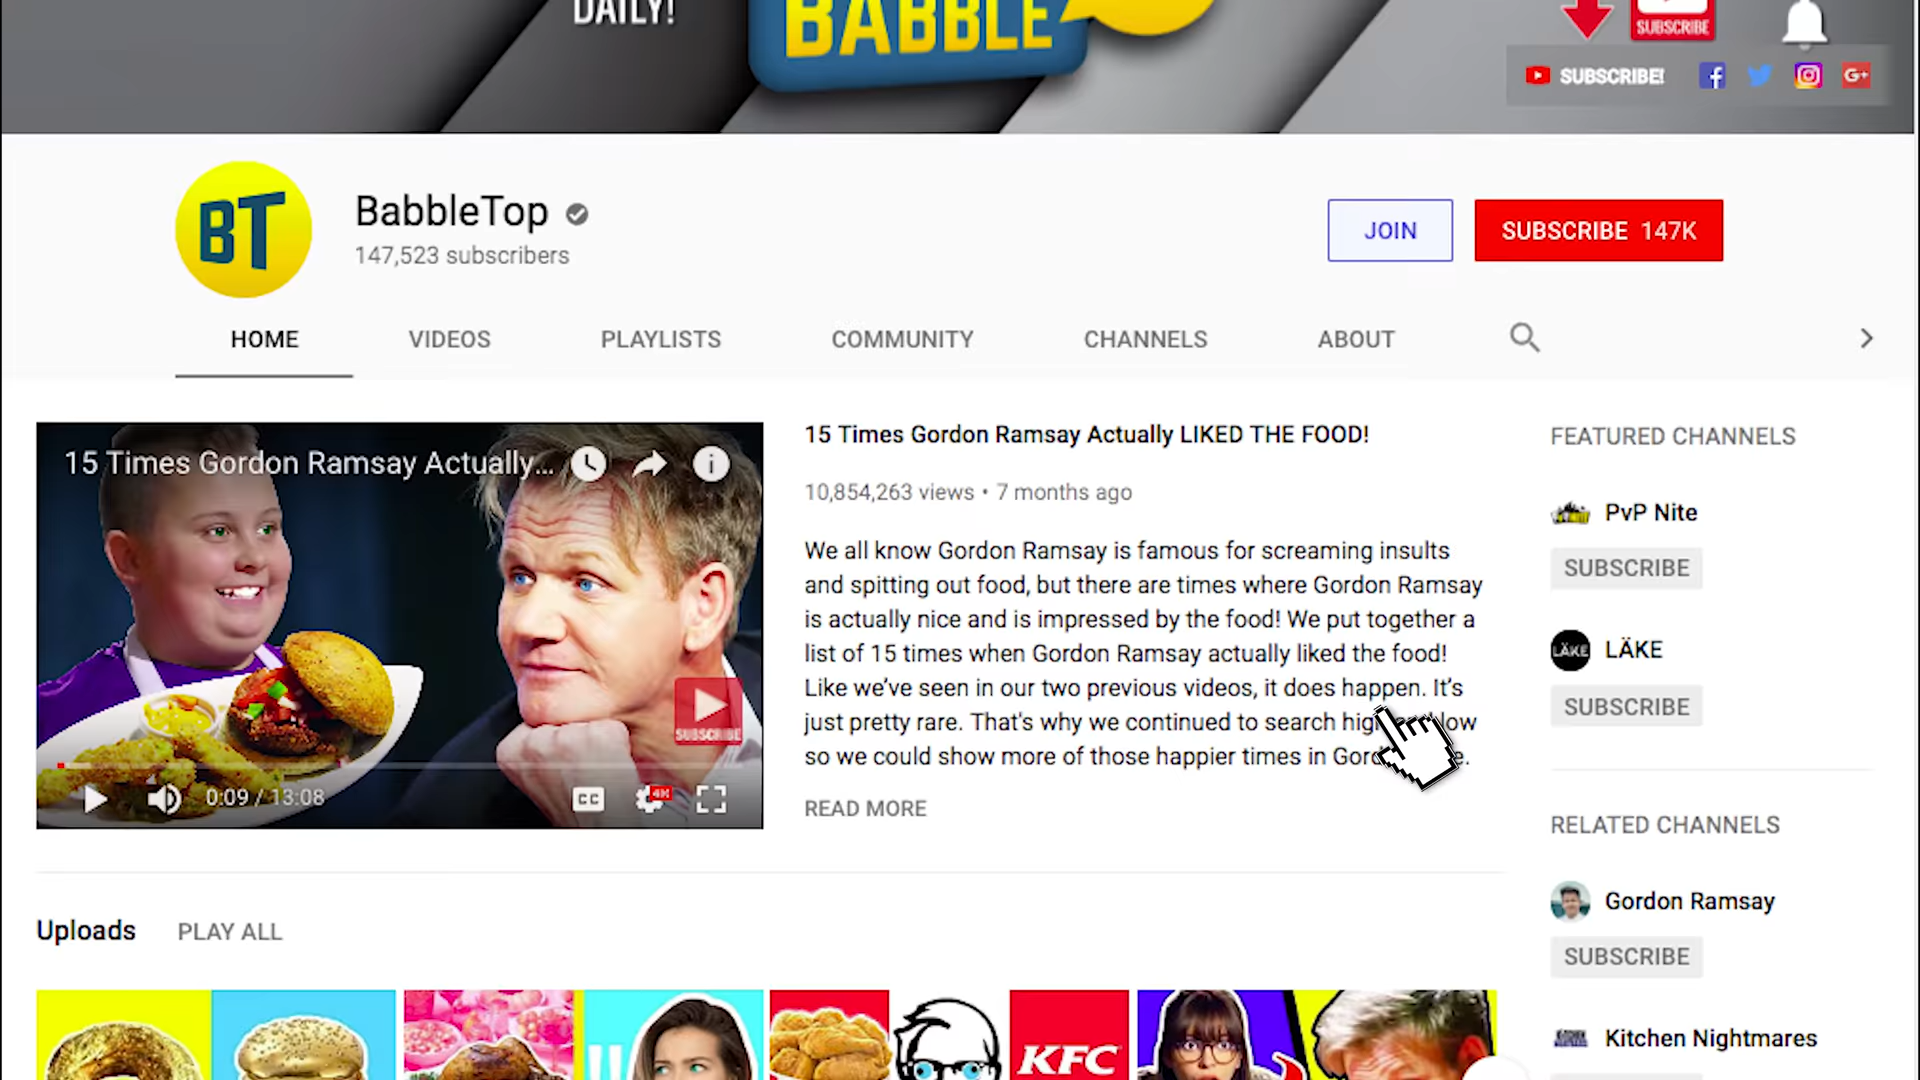 DAILY!
BABBLE
SUBSCRIBE
SUBSCRIBE!
G+
BT
BabbleTop
147,523 subscribers
JOIN
SUBSCRIBE 147K
HOME
VIDEOS
PLAYLISTS
COMMUNITY
CHANNELS
ABOUT
15 Times Gordon Ramsay Actually...
SUBSCRIBE
0:09 / 13:08
CC
4K
15 Times Gordon Ramsay Actually LIKED THE FOOD!
10,854,263 views • 7 months ago
We all know Gordon Ramsay is famous for screaming insults
and spitting out food, but there are times where Gordon Ramsay
is actually nice and is impressed by the food! We put together a
list of 15 times when Gordon Ramsay actually liked the food!
Like we've seen in our two previous videos, it does happen. It's
just pretty rare. That's why we continued to search high low
so we could show more of those happier times in
READ MORE
FEATURED CHANNELS
PvP Nite
SUBSCRIBE
LÄKE
LÄKE
SUBSCRIBE
RELATED CHANNELS
Gordon Ramsay
SUBSCRIBE
Kitchen Nightmares
Uploads
PLAY ALL
KFC